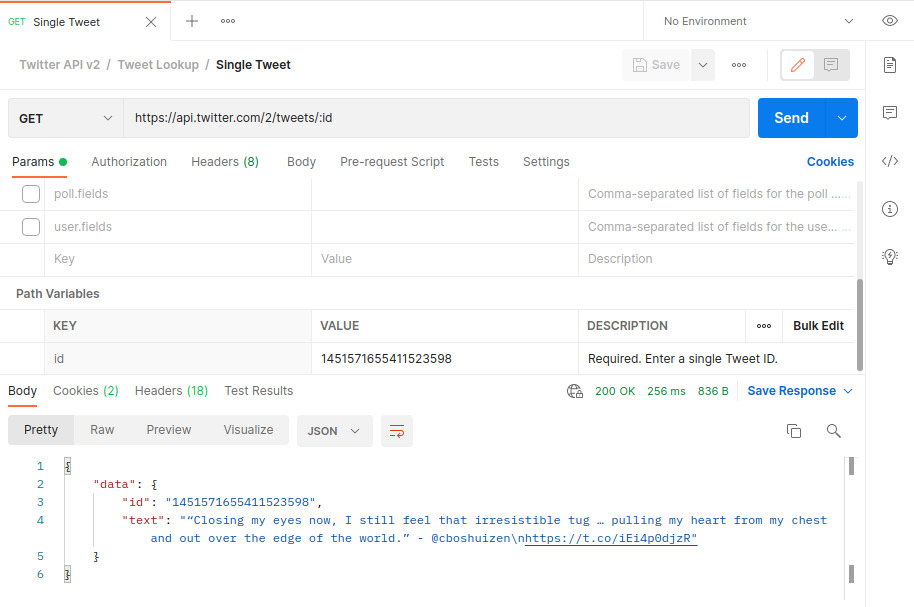 GET Single Tweet
No Environment
Twitter API v2 / Tweet Lookup / Single Tweet
Save
GET https://api.twitter.com/2/tweets/:id Send
Params Authorization Headers (8) Body Pre-request Script Tests Settings Cookies
poll.fields Comma-separated list of fields for the poll ...
user.fields Comma-separated list of fields for the use...
Key Value Description
Path Variables
KEY VALUE DESCRIPTION Bulk Edit
id 1451571655411523598 Required. Enter a single Tweet ID.
Body Cookies (2) Headers (18) Test Results 200 OK 256 ms 836 B Save Response
Pretty Raw Preview Visualize JSON
1 {
2 "data": {
3 "id": "1451571655411523598",
4 "text": "“Closing my eyes now, I still feel that irresistible tug … pulling my heart from my chest
and out over the edge of the world.” - @cboshuizen\nhttps://t.co/iEi4p0djzR"
5 }
6 }